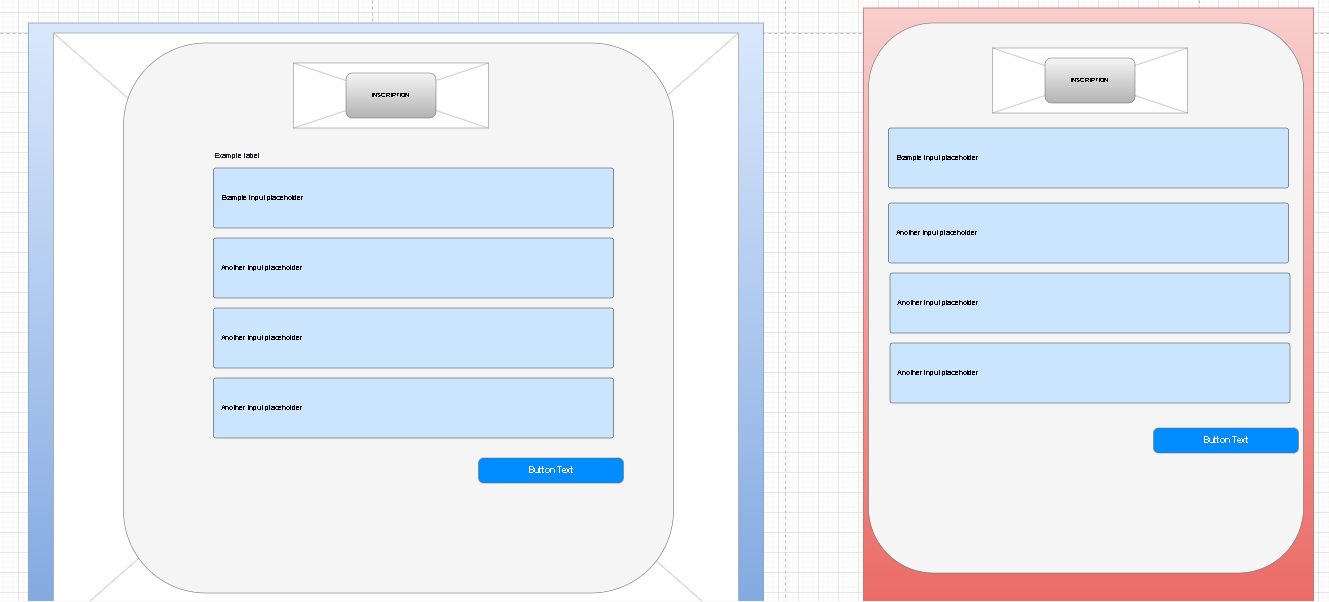 INSCRIPTION
Example label
Example input placeholder
Another input placeholder
Another input placeholder
Another input placeholder
Button Text
INSCRIPTION
Example input placeholder
Another input placeholder
Another input placeholder
Another input placeholder
Button Text